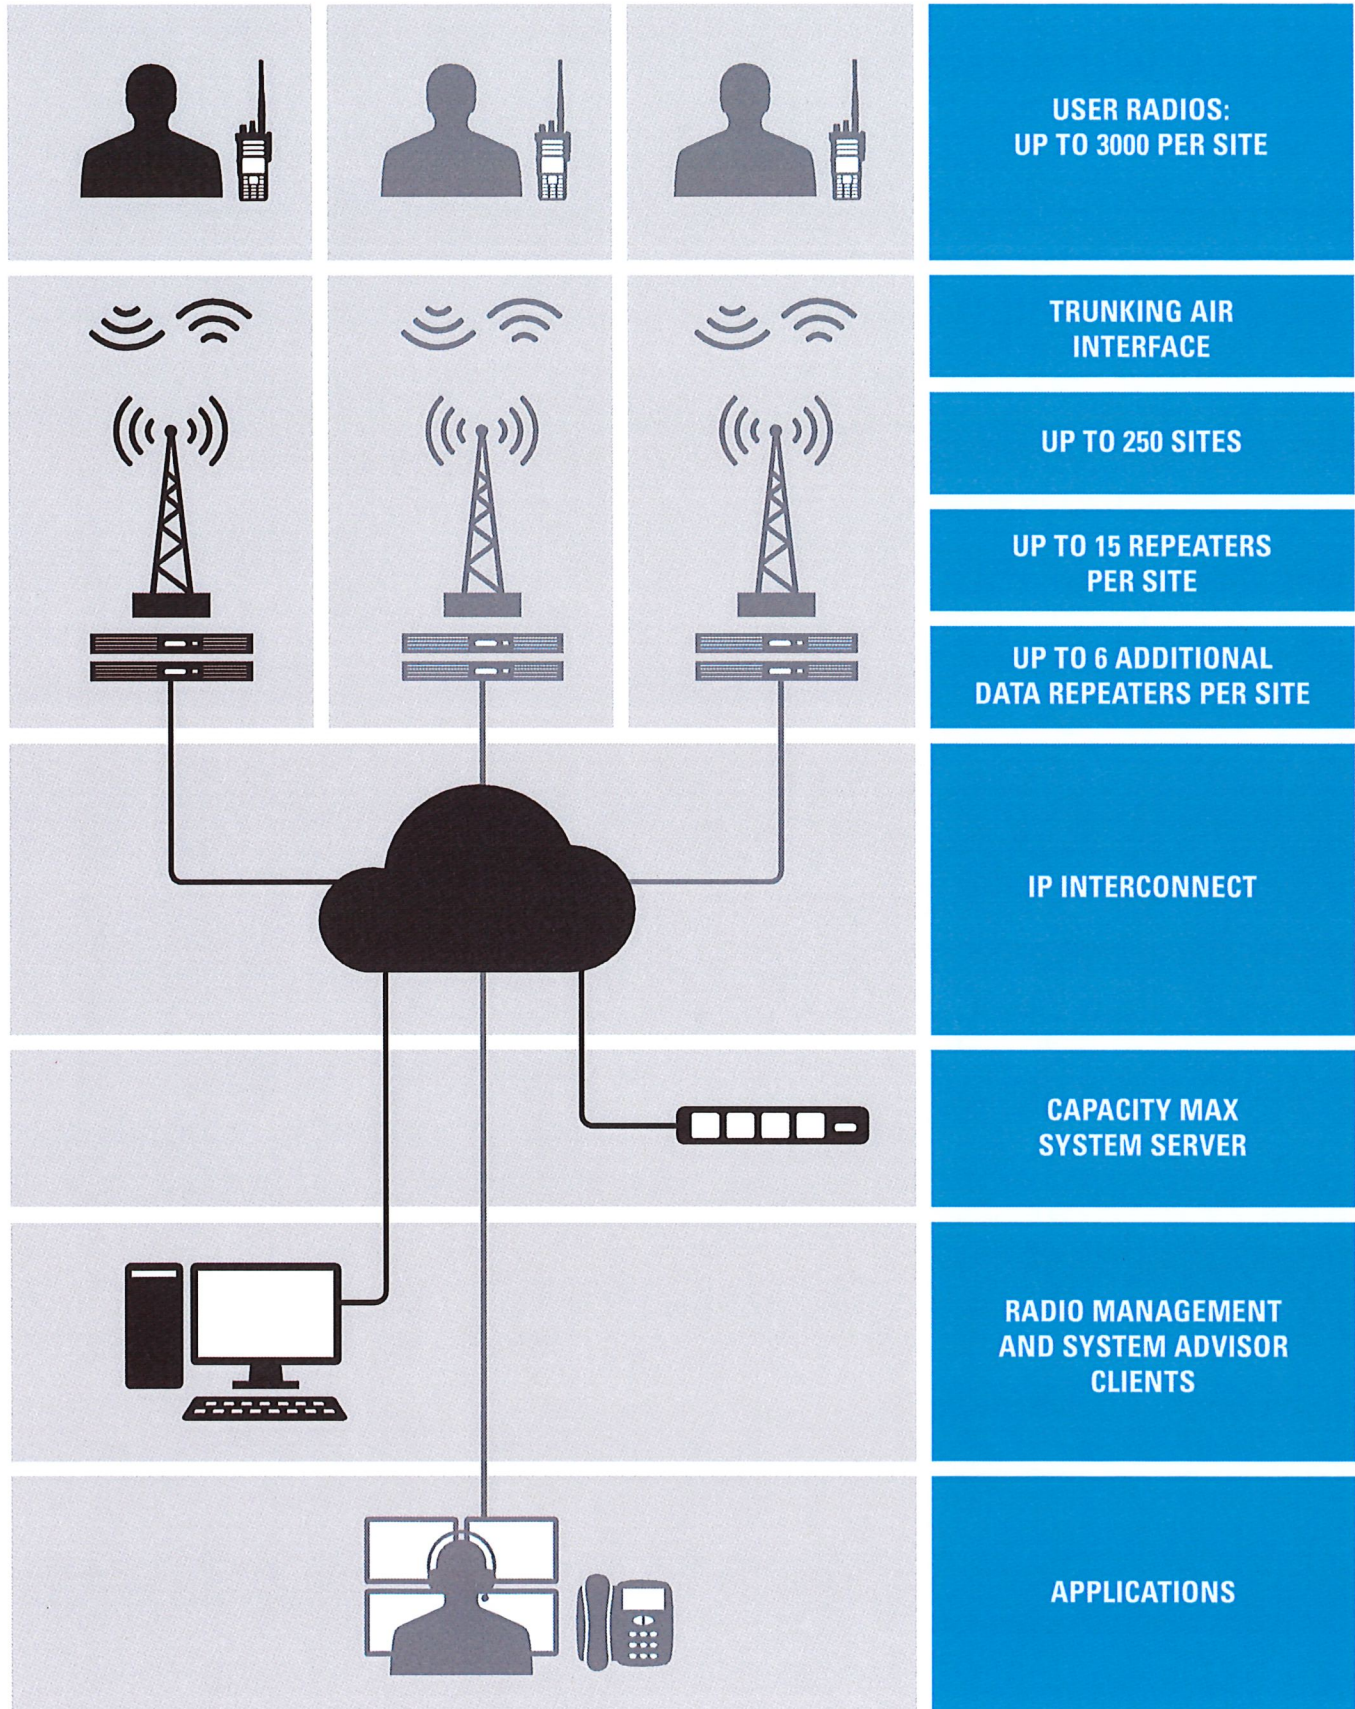 USER RADIOS:
UP TO 3000 PER SITE
TRUNKING AIR
INTERFACE
UP TO 250 SITES
UP TO 15 REPEATERS
PER SITE
UP TO 6 ADDITIONAL
DATA REPEATERS PER SITE
IP INTERCONNECT
CAPACITY MAX
SYSTEM SERVER
RADIO MANAGEMENT
AND SYSTEM ADVISOR
CLIENTS
APPLICATIONS